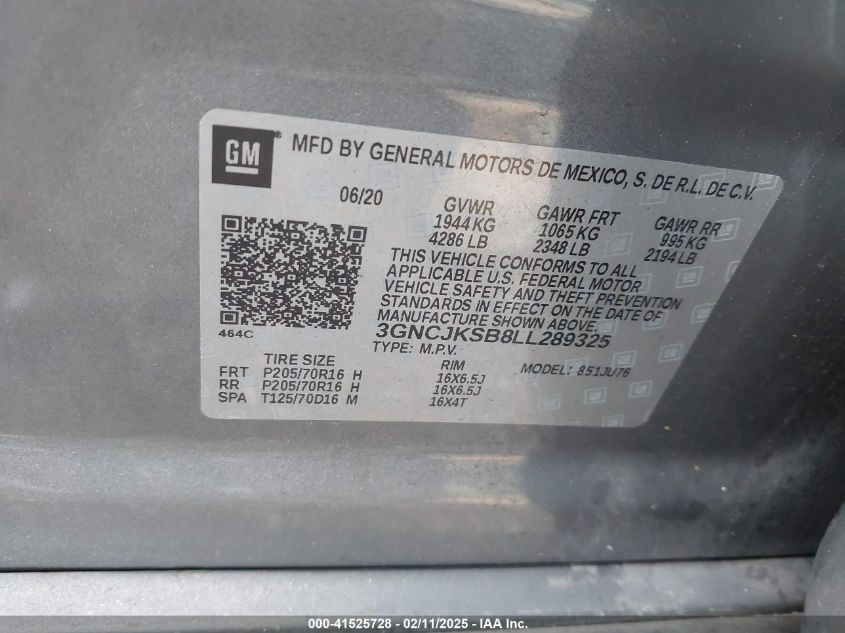 GM® MFD BY GENERAL MOTORS DE MEXICO, S. DE R.L. DE C.V.
06/20
GVWR GAWR FRT GAWR RR
1944 KG 1065 KG 995 KG
4286 LB 2348 LB 2194 LB
THIS VEHICLE CONFORMS TO ALL
APPLICABLE U.S. FEDERAL MOTOR
VEHICLE SAFETY AND THEFT PREVENTION
STANDARDS IN EFFECT ON THE DATE OF
MANUFACTURE SHOWN ABOVE.
464C
3GNCJKSB8LL289325
TYPE: M.P.V.
MODEL: 851JU76
TIRE SIZE RIM
FRT P205/70R16 H 16X6.5J
RR P205/70R16 H 16X6.5J
SPA T125/70D16 M 16X4T
000-41525728 - 02/11/2025 - IAA Inc.